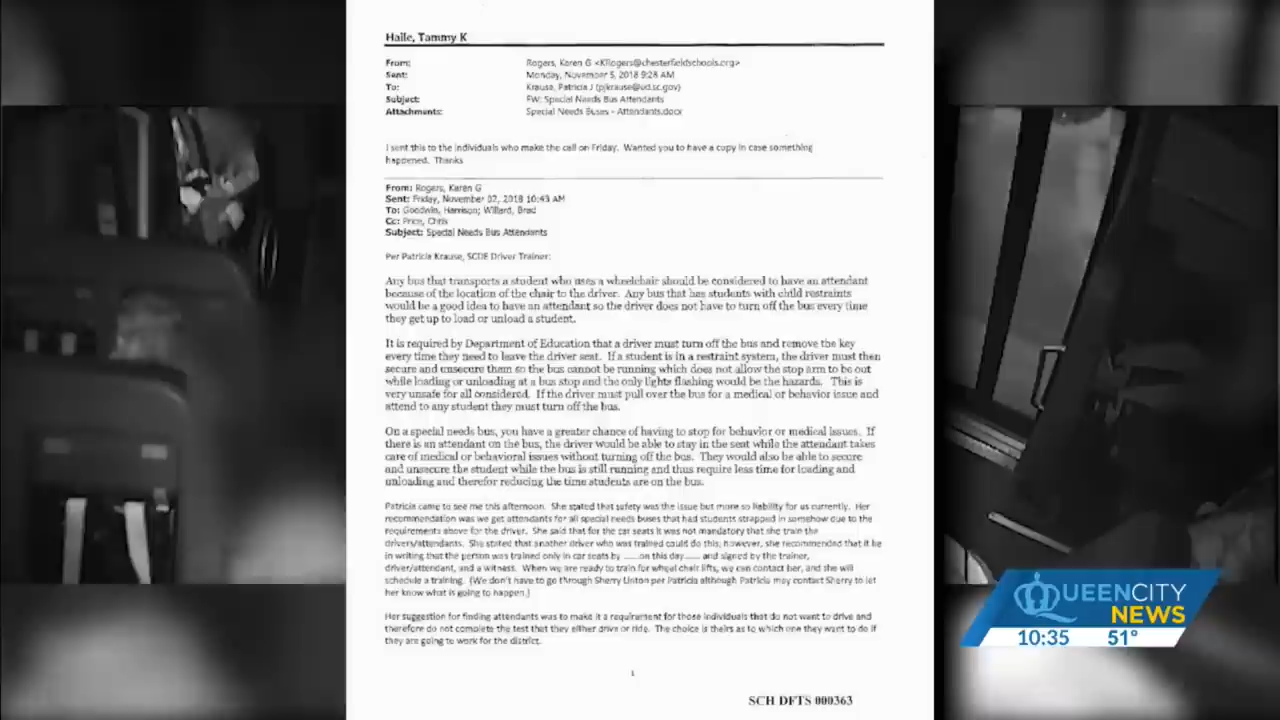 Haile, Tammy K
From: Rogers, Karen G <KRogers@chesterfieldschools.org>
Sent: Monday, November 5, 2018 9:28 AM
To: Krause, Patricia J (pjkrause@ed.sc.gov)
Subject: FW: Special Needs Bus Attendants
Attachments: Special Needs Buses - Attendants.docx
I sent this to the individuals who make the call on Friday. Wanted you to have a copy in case something
happened. Thanks
From: Rogers, Karen G
Sent: Friday, November 02, 2018 10:43 AM
To: Goodwin, Harrison; Willard, Brad
Cc: Price, Chris
Subject: Special Needs Bus Attendants
Per Patricia Krause, SCDE Driver Trainer:
Any bus that transports a student who uses a wheelchair should be considered to have an attendant
because of the location of the chair to the driver. Any bus that has students with child restraints
would be a good idea to have an attendant so the driver does not have to turn off the bus every time
they get up to load or unload a student.
It is required by Department of Education that a driver must turn off the bus and remove the key
every time they need to leave the driver seat. If a student is in a restraint system, the driver must then
secure and unsecure them so the bus cannot be running which does not allow the stop arm to be out
while loading or unloading at a bus stop and the only lights flashing would be the hazards. This is
very unsafe for all considered. If the driver must pull over the bus for a medical or behavior issue and
attend to any student they must turn off the bus.
On a special needs bus, you have a greater chance of having to stop for behavior or medical issues. If
there is an attendant on the bus, the driver would be able to stay in the seat while the attendant takes
care of medical or behavioral issues without turning off the bus. They would also be able to secure
and unsecure the student while the bus is still running and thus require less time for loading and
unloading and therefor reducing the time students are on the bus.
Patricia came to see me this afternoon. She stated that safety was the issue but more so liability for us currently. Her
recommendation was we get attendants for all special needs buses that had students strapped in somehow due to the
requirements above for the driver. She said that for the car seats it was not mandatory that she train the
drivers/attendants. She stated that another driver who was trained could do this; however, she recommended that it be
in writing that the person was trained only in car seats by ......on this day...... and signed by the trainer,
driver/attendant, and a witness. When we are ready to train for wheel chair lifts, we can contact her, and she will
schedule a training. (We don't have to go through Sherry Linton per Patricia although Patricia may contact Sherry to let
her know what is going to happen.)
Her suggestion for finding attendants was to make it a requirement for those individuals that do not want to drive and
therefore do not complete the test that they either drive or ride. The choice is theirs as to which one they want to do if
they are going to work for the district.
1
SCH DFTS 000363
QUEEN CITY
NEWS
10:35 51°